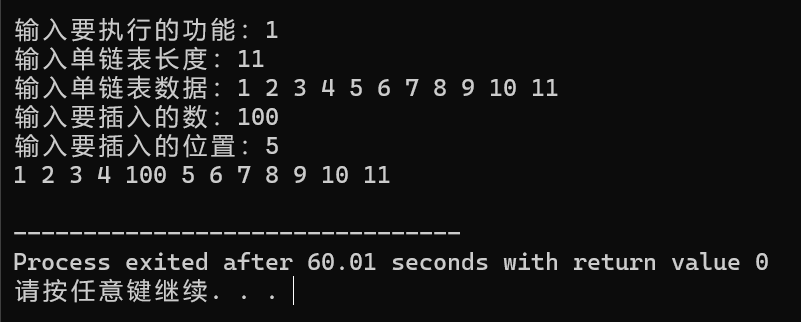 输入要执行的功能：1
输入单链表长度：11
输入单链表数据：1 2 3 4 5 6 7 8 9 10 11
输入要插入的数：100
输入要插入的位置：5
1 2 3 4 100 5 6 7 8 9 10 11
--------------------------------
Process exited after 60.01 seconds with return value 0
请按任意键继续. . .